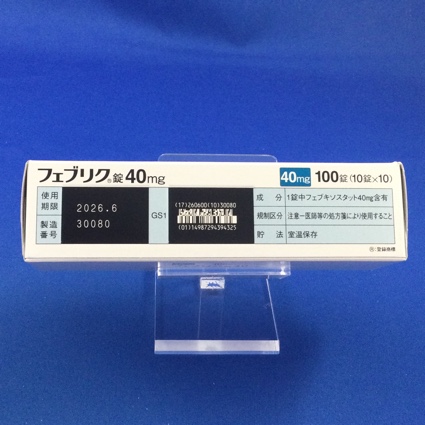 フェブリク®錠40mg
40mg 100錠(10錠×10)
使用期限 2026.6
製造番号 30080
GS1
(17)260600(10)30080
(01)14987294394325
成分 1錠中フェブキソスタット40mg含有
規制区分 注意-医師等の処方箋により使用すること
貯法 室温保存
®:登録商標